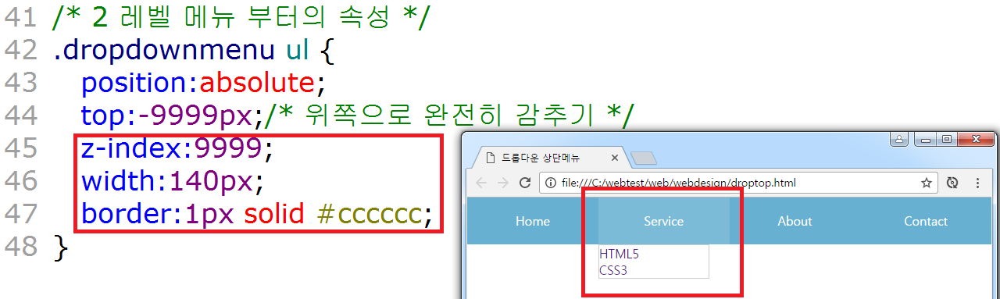 41 /* 2 레벨 메뉴 부터의 속성 */
42 .dropdownmenu ul {
43 position:absolute;
44 top:-9999px;/* 위쪽으로 완전히 감추기 */
45 z-index:9999;
46 width:140px;
47 border:1px solid #cccccc;
48 }
드롭다운 상단메뉴
file:///C:/webtest/web/webdesign/droptop.html
Home Service About Contact
HTML5
CSS3